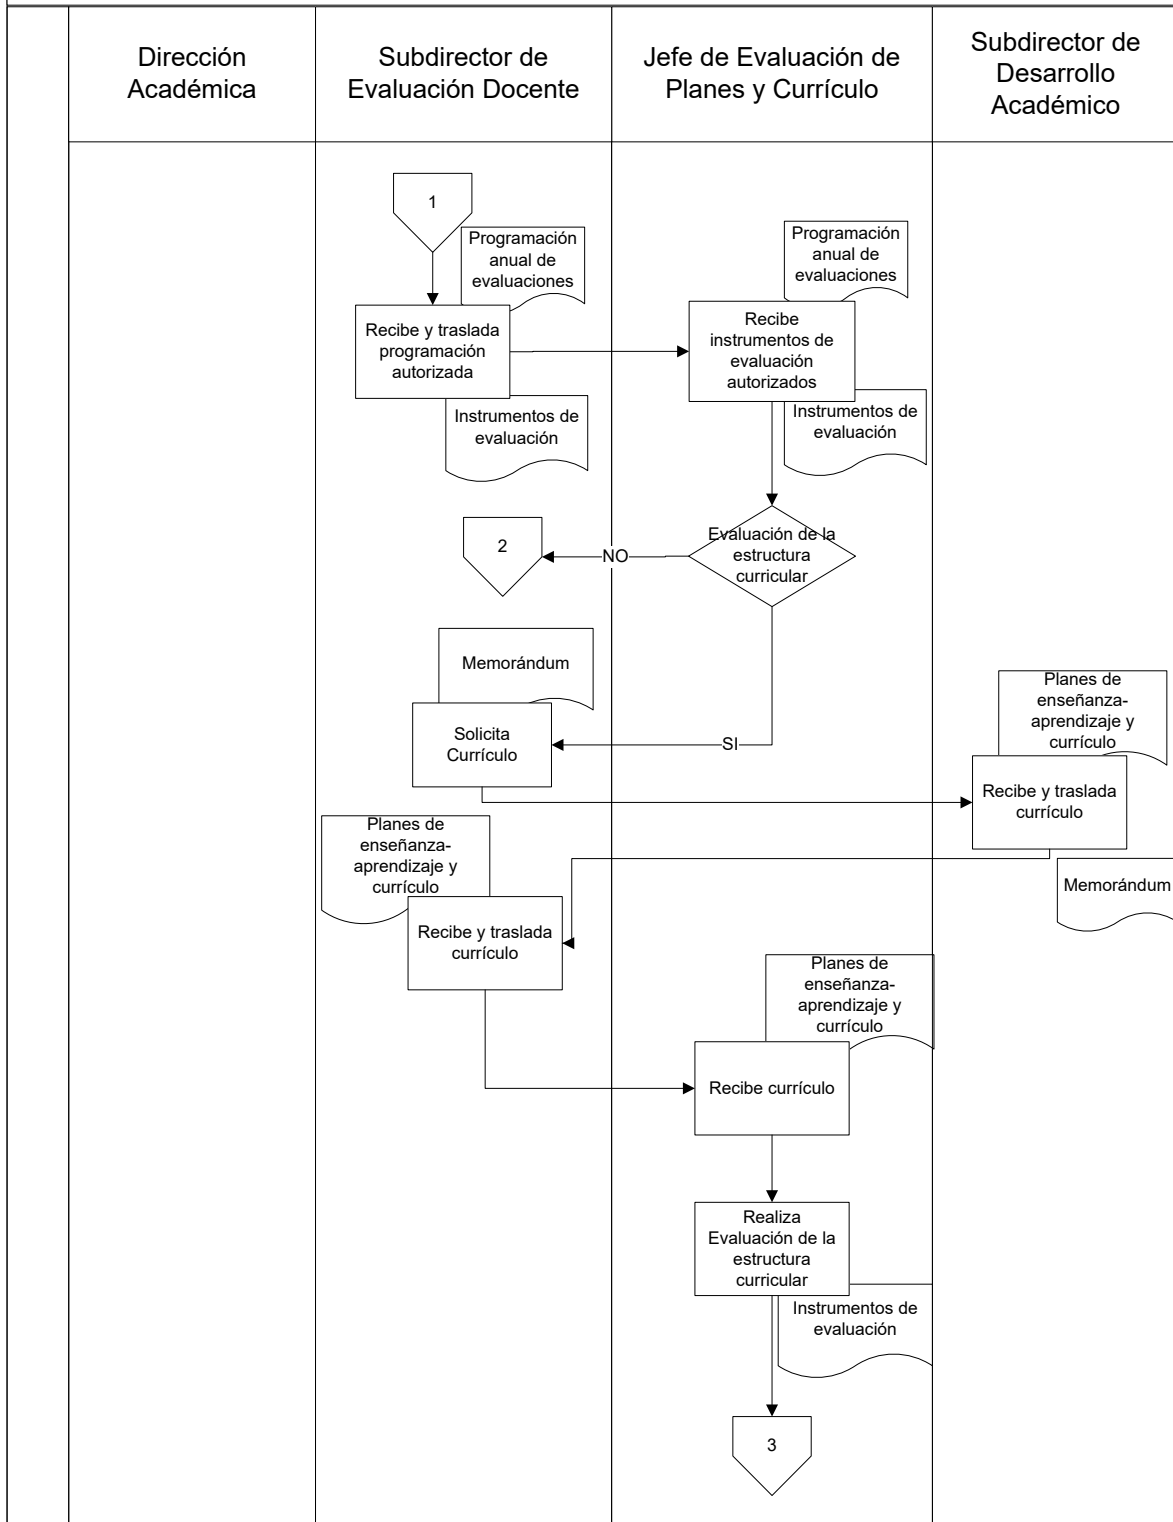 Dirección
Académica
Subdirector de
Evaluación Docente
Jefe de Evaluación de
Planes y Currículo
Subdirector de
Desarrollo
Académico
1
Programación
anual de
evaluaciones
Recibe y traslada
programación
autorizada
Instrumentos de
evaluación
Programación
anual de
evaluaciones
Recibe
instrumentos de
evaluación
autorizados
Instrumentos de
evaluación
Evaluación de la
estructura
curricular
NO
2
SI
Memorándum
Solicita
Currículo
Planes de
enseñanza-
aprendizaje y
currículo
Recibe y traslada
currículo
Memorándum
Planes de
enseñanza-
aprendizaje y
currículo
Recibe y traslada
currículo
Planes de
enseñanza-
aprendizaje y
currículo
Recibe currículo
Realiza
Evaluación de la
estructura
curricular
Instrumentos de
evaluación
3